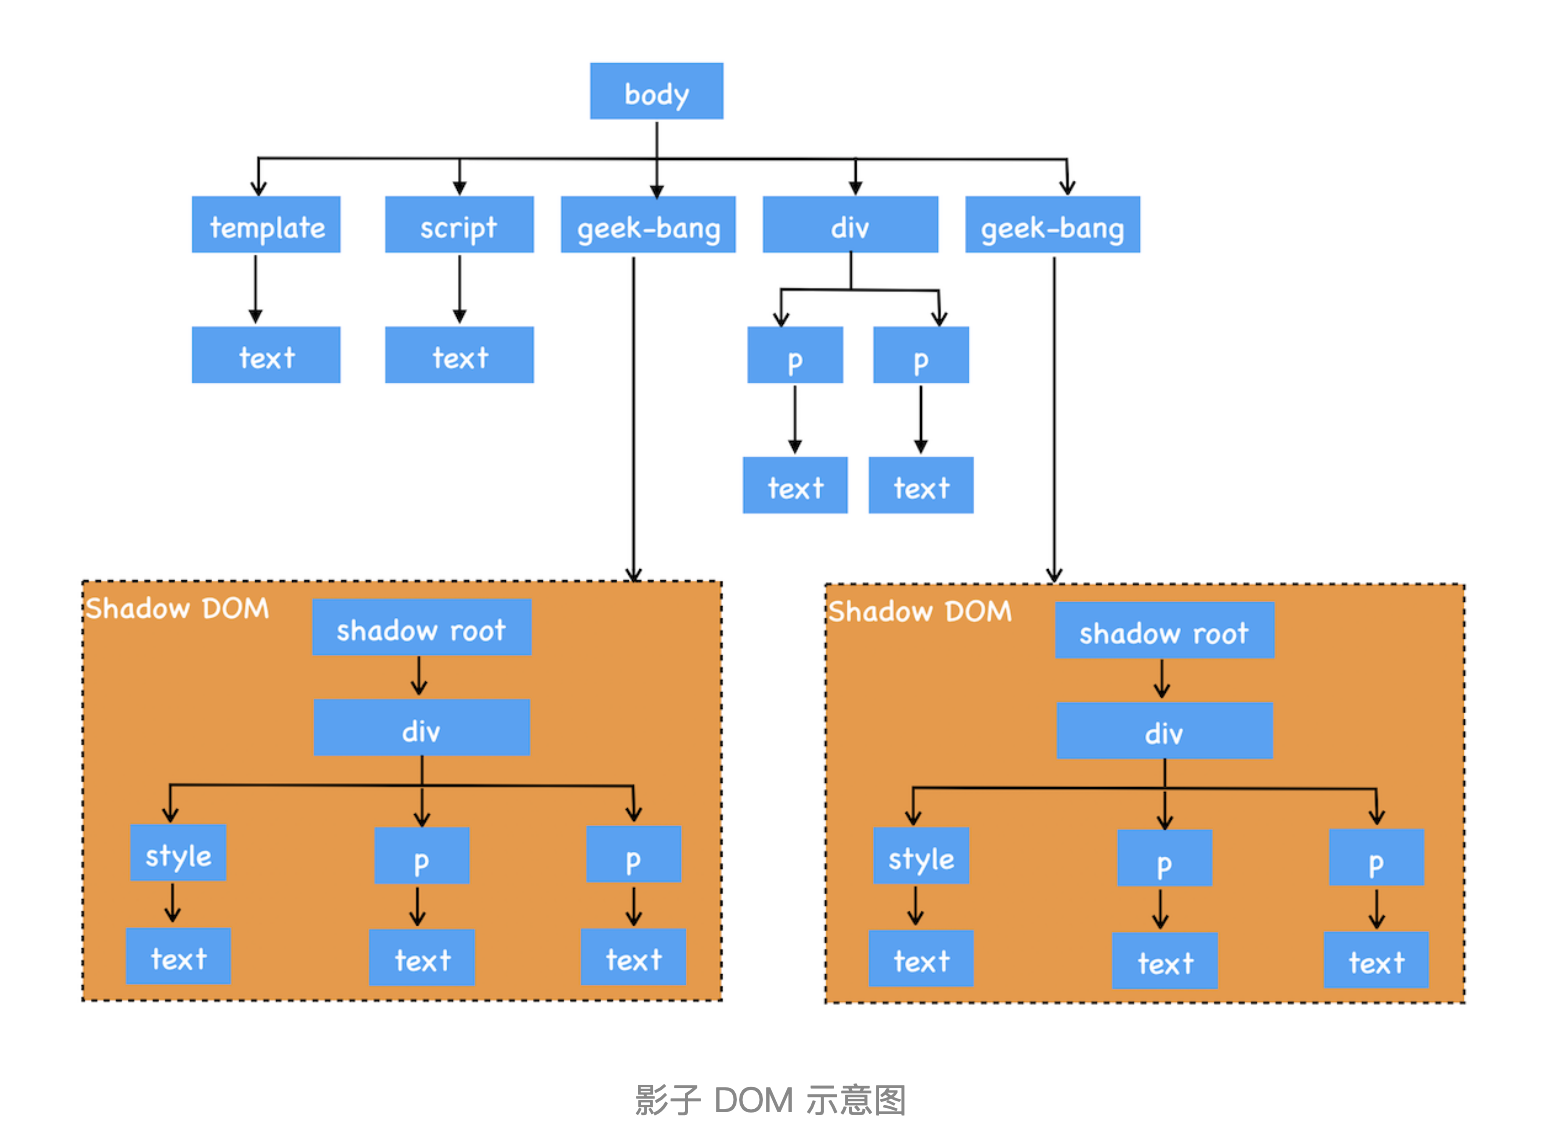 body
template
script
geek-bang
div
geek-bang
text
text
p
p
text
text
Shadow DOM
shadow root
div
style
p
p
text
text
text
Shadow DOM
shadow root
div
style
p
p
text
text
text
影子 DOM 示意图